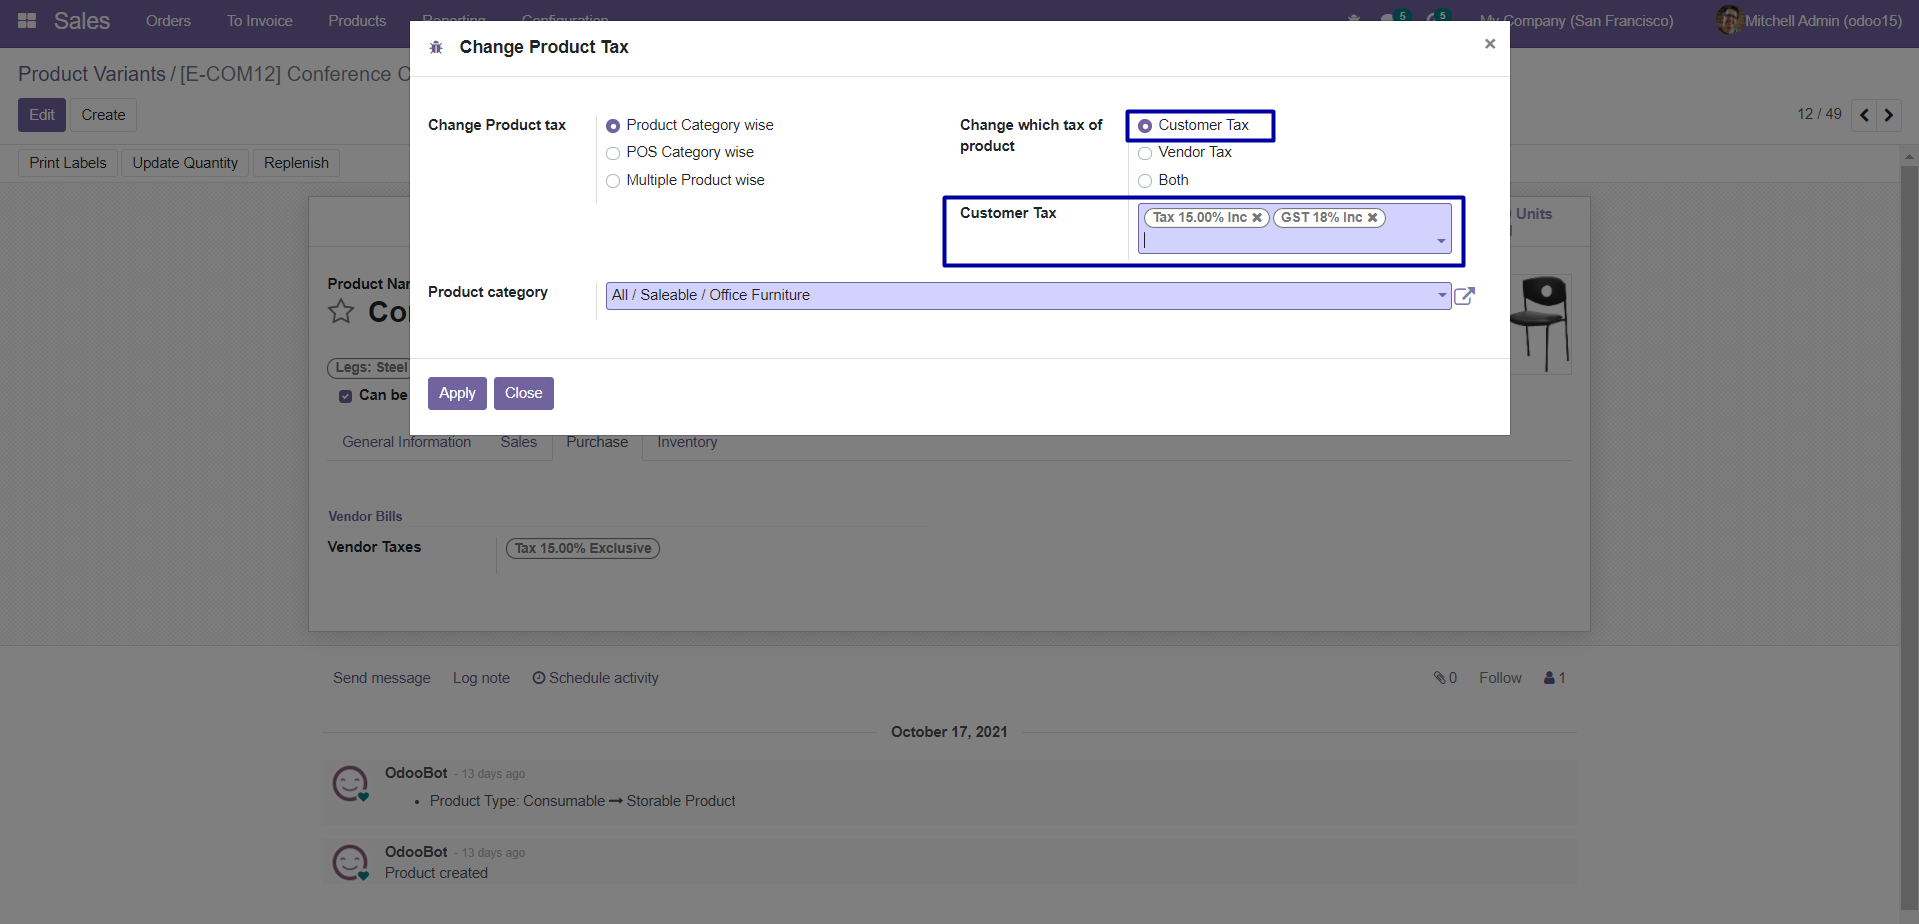 Sales Orders To Invoice Products Reporting Configuration 5 5 My Company (San Francisco) Mitchell Admin (odoo15)
Change Product Tax ×
Product Variants / [E-COM12] Conference C
Edit Create 12 / 49
Print Labels Update Quantity Replenish
Change Product tax
Product Category wise
POS Category wise
Multiple Product wise
Change which tax of
product
Customer Tax
Vendor Tax
Both
Customer Tax
Tax 15.00% Inc GST 18% Inc
Product category All / Saleable / Office Furniture
Apply Close
Units
Product Nar
Cor
Legs: Steel
Can be
General Information Sales Purchase Inventory
Vendor Bills
Vendor Taxes Tax 15.00% Exclusive
Send message Log note Schedule activity 0 Follow 1
October 17, 2021
OdooBot - 13 days ago
• Product Type: Consumable → Storable Product
OdooBot - 13 days ago
Product created